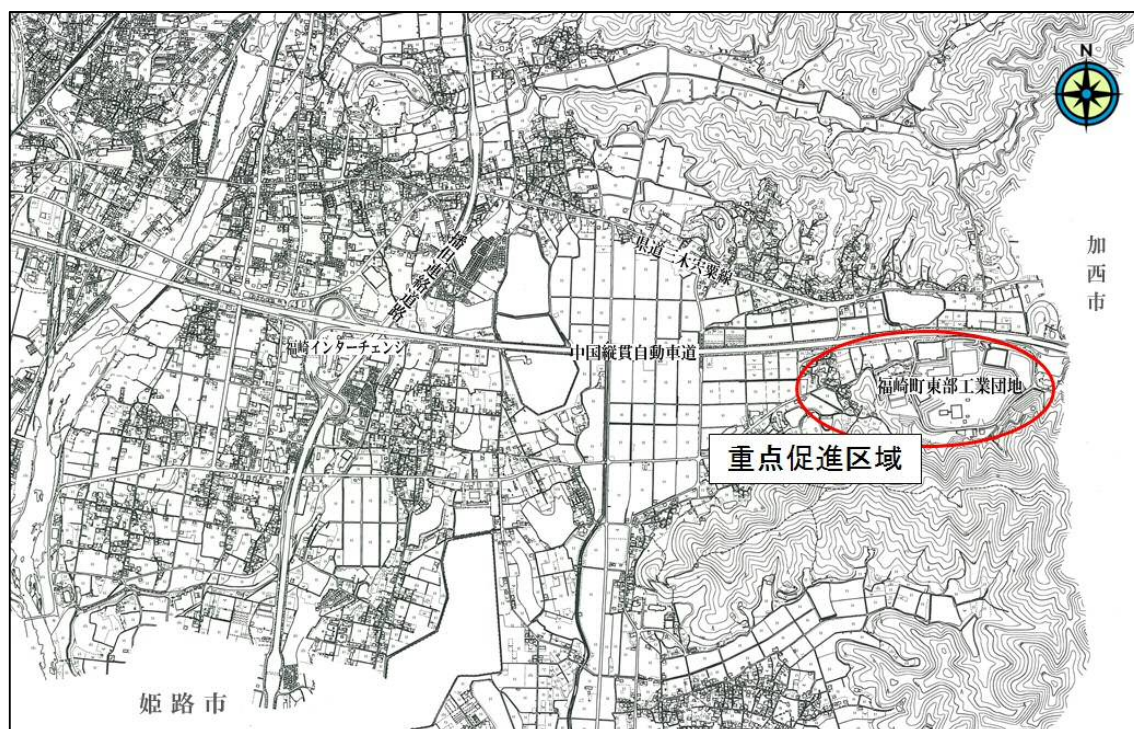 N
加西市
県道三木宍粟線
播但連絡道路
福崎インターチェンジ
中国縦貫自動車道
福崎町東部工業団地
重点促進区域
姫路市